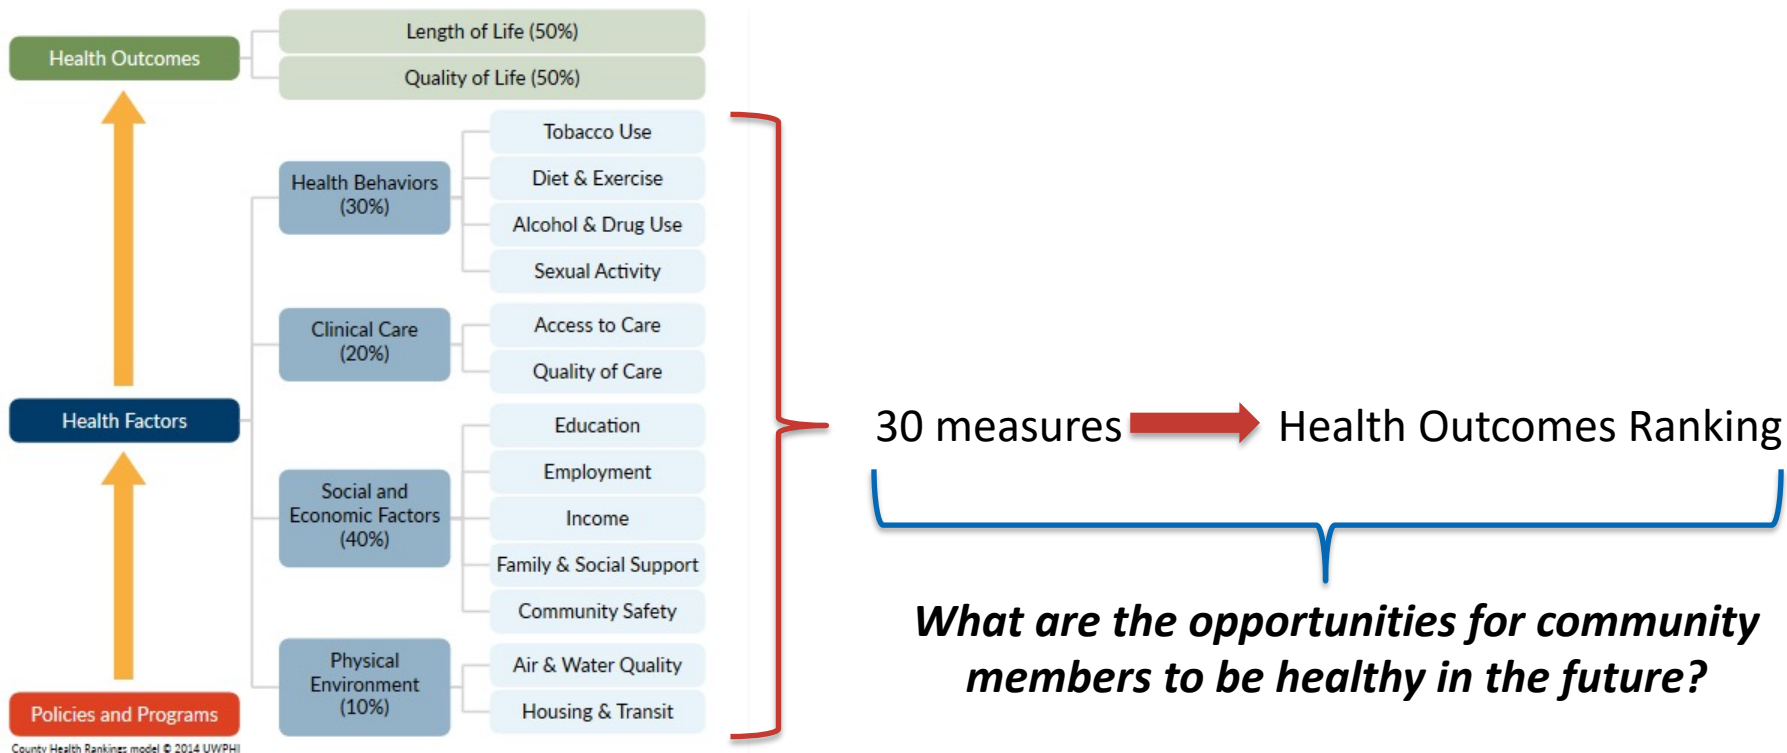 Health Outcomes
Length of Life (50%)
Quality of Life (50%)
Health Factors
Policies and Programs
Health Behaviors
(30%)
Tobacco Use
Diet & Exercise
Alcohol & Drug Use
Sexual Activity
Clinical Care
(20%)
Access to Care
Quality of Care
Social and
Economic Factors
(40%)
Education
Employment
Income
Family & Social Support
Community Safety
Physical
Environment
(10%)
Air & Water Quality
Housing & Transit
County Health Rankings model © 2014 UWPHI
30 measures
Health Outcomes Ranking
What are the opportunities for community
members to be healthy in the future?